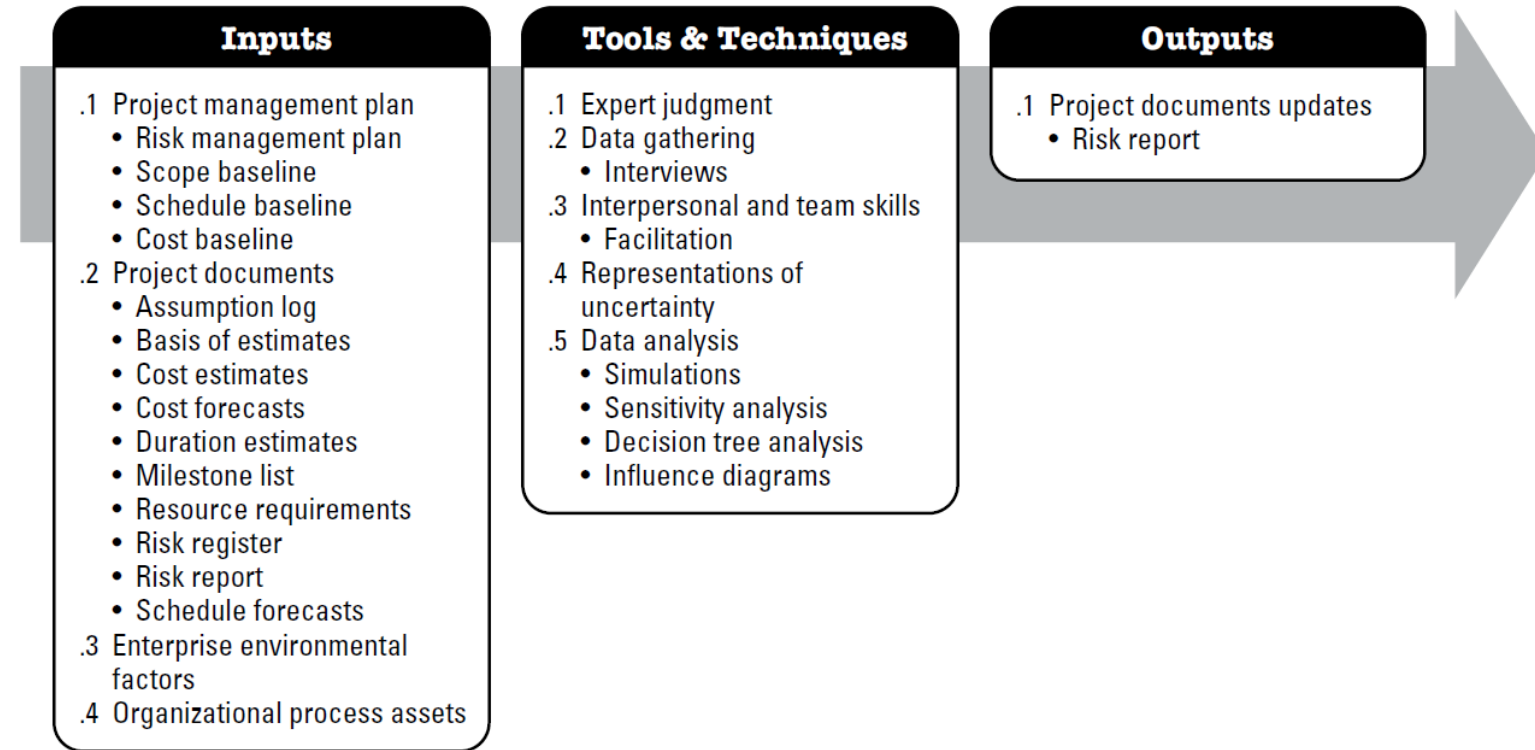 Inputs
.1 Project management plan
• Risk management plan
• Scope baseline
• Schedule baseline
• Cost baseline
.2 Project documents
• Assumption log
• Basis of estimates
• Cost estimates
• Cost forecasts
• Duration estimates
• Milestone list
• Resource requirements
• Risk register
• Risk report
• Schedule forecasts
.3 Enterprise environmental
factors
.4 Organizational process assets
Tools & Techniques
.1 Expert judgment
.2 Data gathering
• Interviews
.3 Interpersonal and team skills
• Facilitation
.4 Representations of
uncertainty
.5 Data analysis
• Simulations
• Sensitivity analysis
• Decision tree analysis
• Influence diagrams
Outputs
.1 Project documents updates
• Risk report